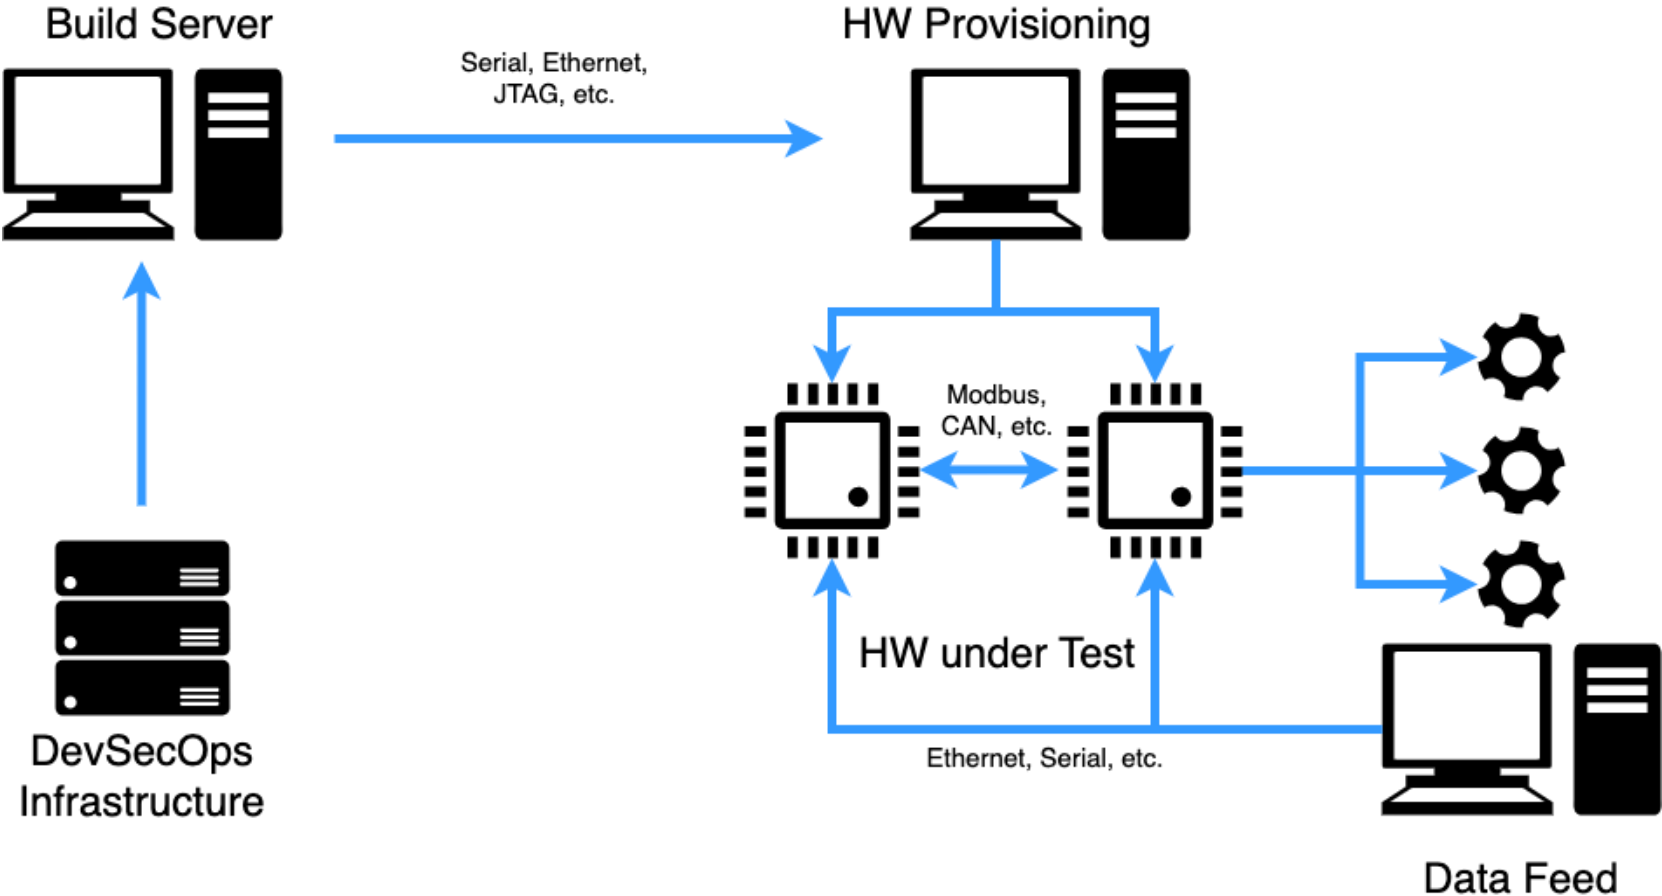 Build Server
HW Provisioning
Serial, Ethernet,
JTAG, etc.
Modbus,
CAN, etc.
HW under Test
Ethernet, Serial, etc.
DevSecOps
Infrastructure
Data Feed